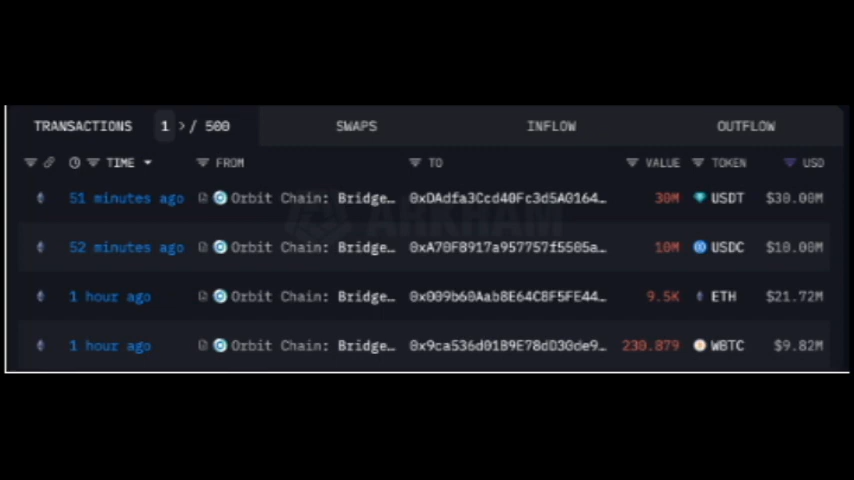 TRANSACTIONS 1 > / 500 SWAPS INFLOW OUTFLOW
TIME FROM TO VALUE TOKEN USD
51 minutes ago Orbit Chain: Bridge… 0xDAdfa3Ccd40Fc3d5A0164… 30M USDT $30.00M
52 minutes ago Orbit Chain: Bridge… 0xA70F8917a957757f5505a… 10M USDC $10.00M
1 hour ago Orbit Chain: Bridge… 0x009b60Aab8E64C8F5FE44… 9.5K ETH $21.72M
1 hour ago Orbit Chain: Bridge… 0x9ca536d01B9E78dD30de9… 230.879 WBTC $9.82M
ARKHAM